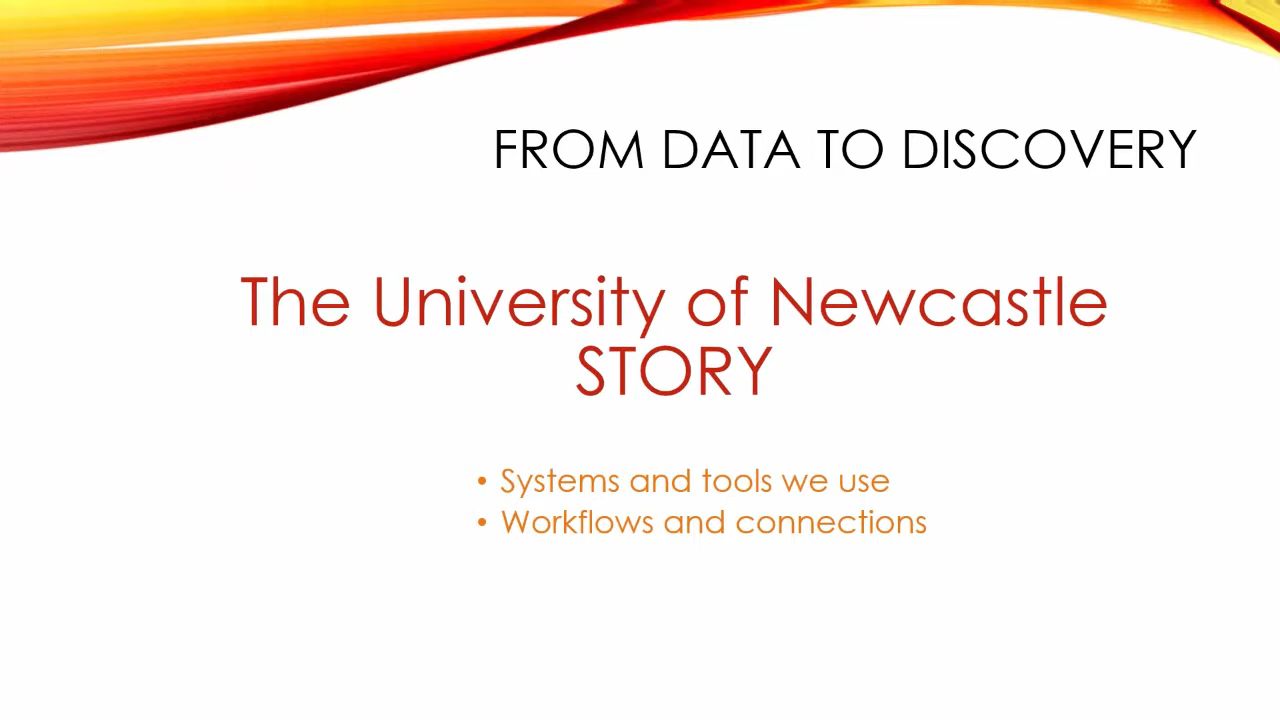 FROM DATA TO DISCOVERY
The University of Newcastle
STORY
• Systems and tools we use
• Workflows and connections